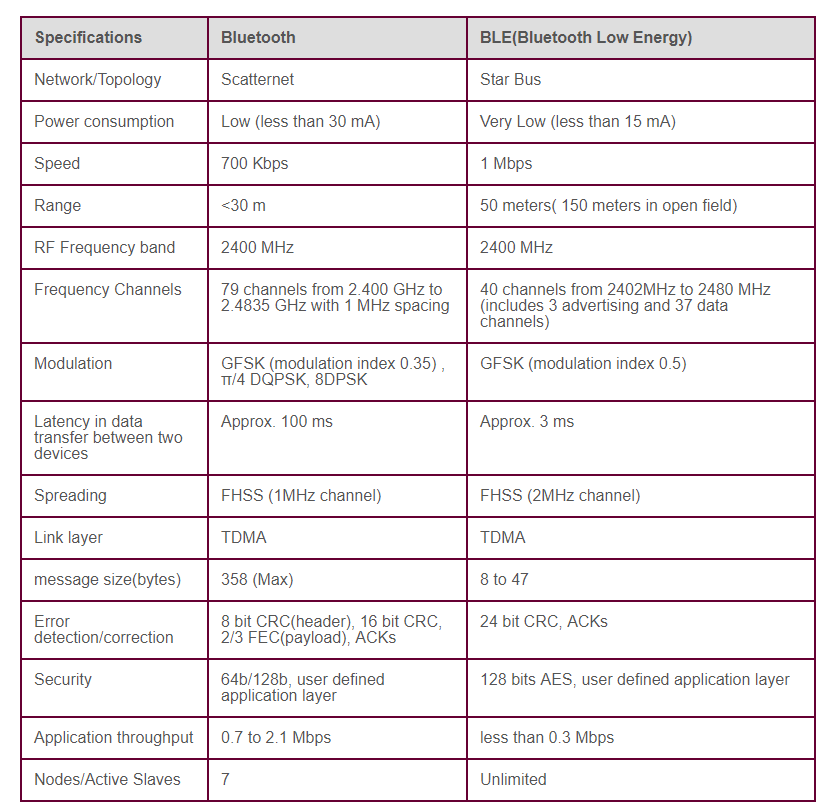 Specifications Bluetooth BLE(Bluetooth Low Energy)
Network/Topology Scatternet Star Bus
Power consumption Low (less than 30 mA) Very Low (less than 15 mA)
Speed 700 Kbps 1 Mbps
Range <30 m 50 meters( 150 meters in open field)
RF Frequency band 2400 MHz 2400 MHz
Frequency Channels 79 channels from 2.400 GHz to 40 channels from 2402MHz to 2480 MHz
2.4835 GHz with 1 MHz spacing (includes 3 advertising and 37 data
channels)
Modulation GFSK (modulation index 0.35) , GFSK (modulation index 0.5)
π/4 DQPSK, 8DPSK
Latency in data Approx. 100 ms Approx. 3 ms
transfer between two
devices
Spreading FHSS (1MHz channel) FHSS (2MHz channel)
Link layer TDMA TDMA
message size(bytes) 358 (Max) 8 to 47
Error 8 bit CRC(header), 16 bit CRC, 24 bit CRC, ACKs
detection/correction 2/3 FEC(payload), ACKs
Security 64b/128b, user defined 128 bits AES, user defined application layer
application layer
Application throughput 0.7 to 2.1 Mbps less than 0.3 Mbps
Nodes/Active Slaves 7 Unlimited